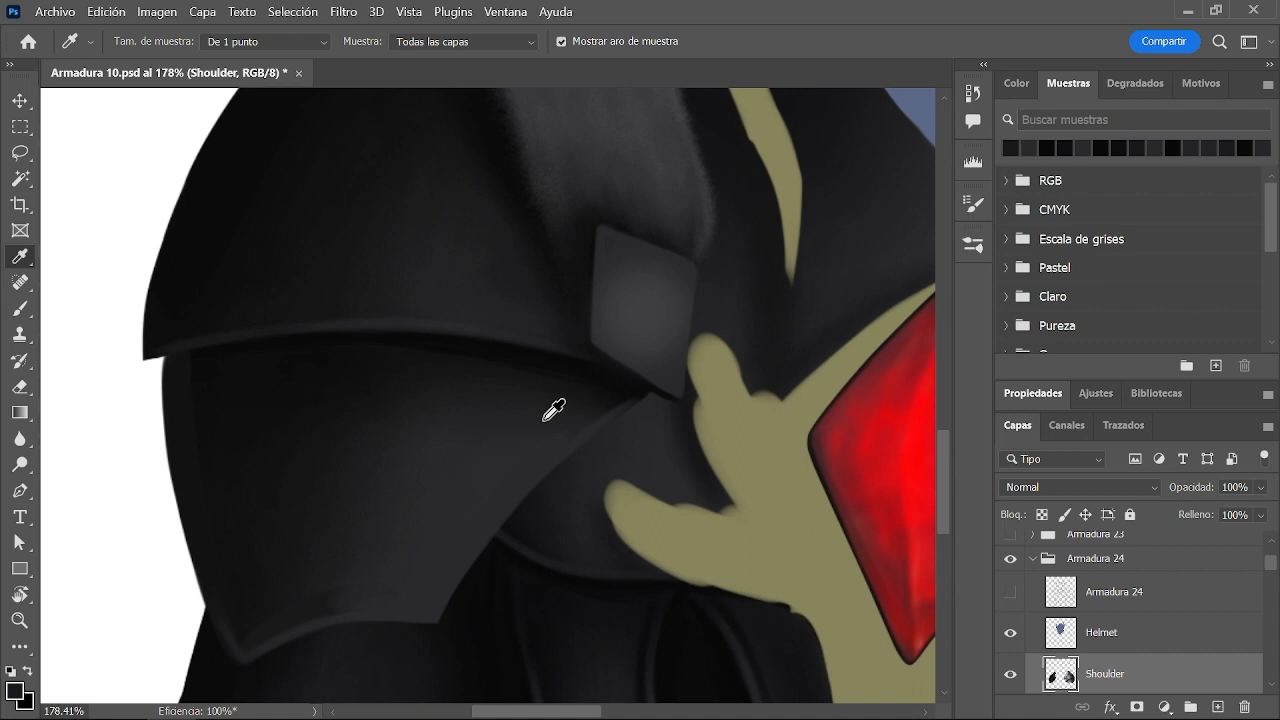 Ps Archivo Edición Imagen Capa Texto Selección Filtro 3D Vista Plugins Ventana Ayuda
Tam. de muestra: De 1 punto Muestra: Todas las capas Mostrar aro de muestra Compartir
Armadura 10.psd al 178% (Shoulder, RGB/8) * ×
Color Muestras Degradados Motivos
Buscar muestras
RGB
CMYK
Escala de grises
Pastel
Claro
Pureza
Propiedades Ajustes Bibliotecas
Capas Canales Trazados
Tipo
Normal Opacidad: 100%
Bloq.: Relleno: 100%
Armadura 23
Armadura 24
Armadura 24
Helmet
Shoulder
178.41% Eficiencia: 100%*